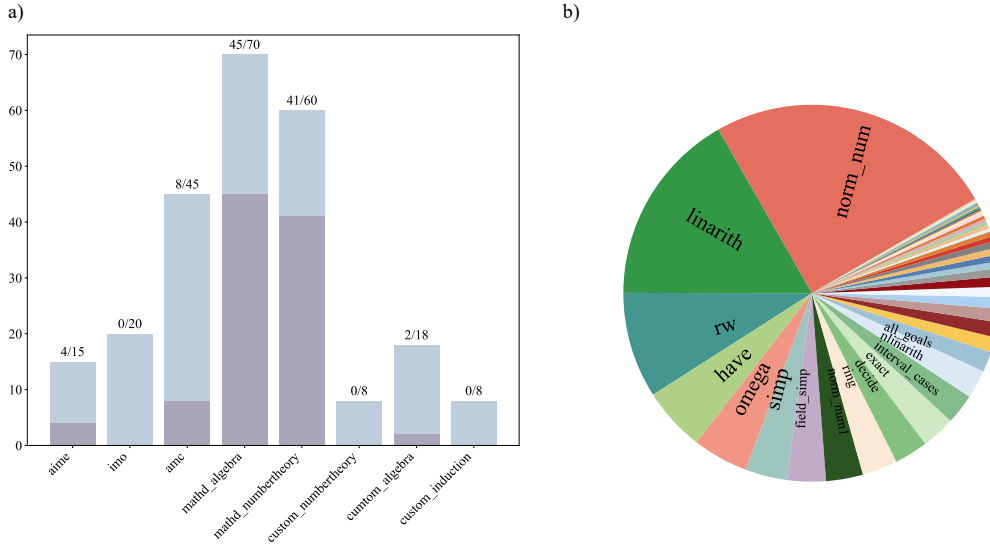 a)
b)
70
60
50
40
30
20
10
0
4/15
0/20
8/45
45/70
41/60
0/8
2/18
0/8
aime
imo
amc
mathd_algebra
mathd_numbertheory
custom_numbertheory
cumtom_algebra
custom_induction
norm_num
linarith
rw
have
omega
simp
field_simp
norm_num1
ring
decide
exact
interval_cases
nlinarith
all_goals